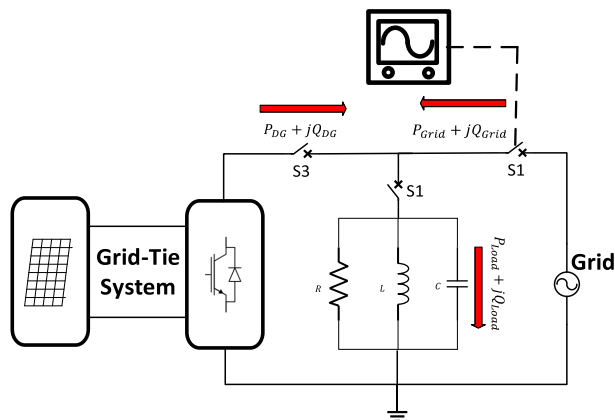 P_DG + jQ_DG
P_Grid + jQ_Grid
S3
S1
S1
Grid-Tie
System
R
L
C
P_Load + jQ_Load
Grid